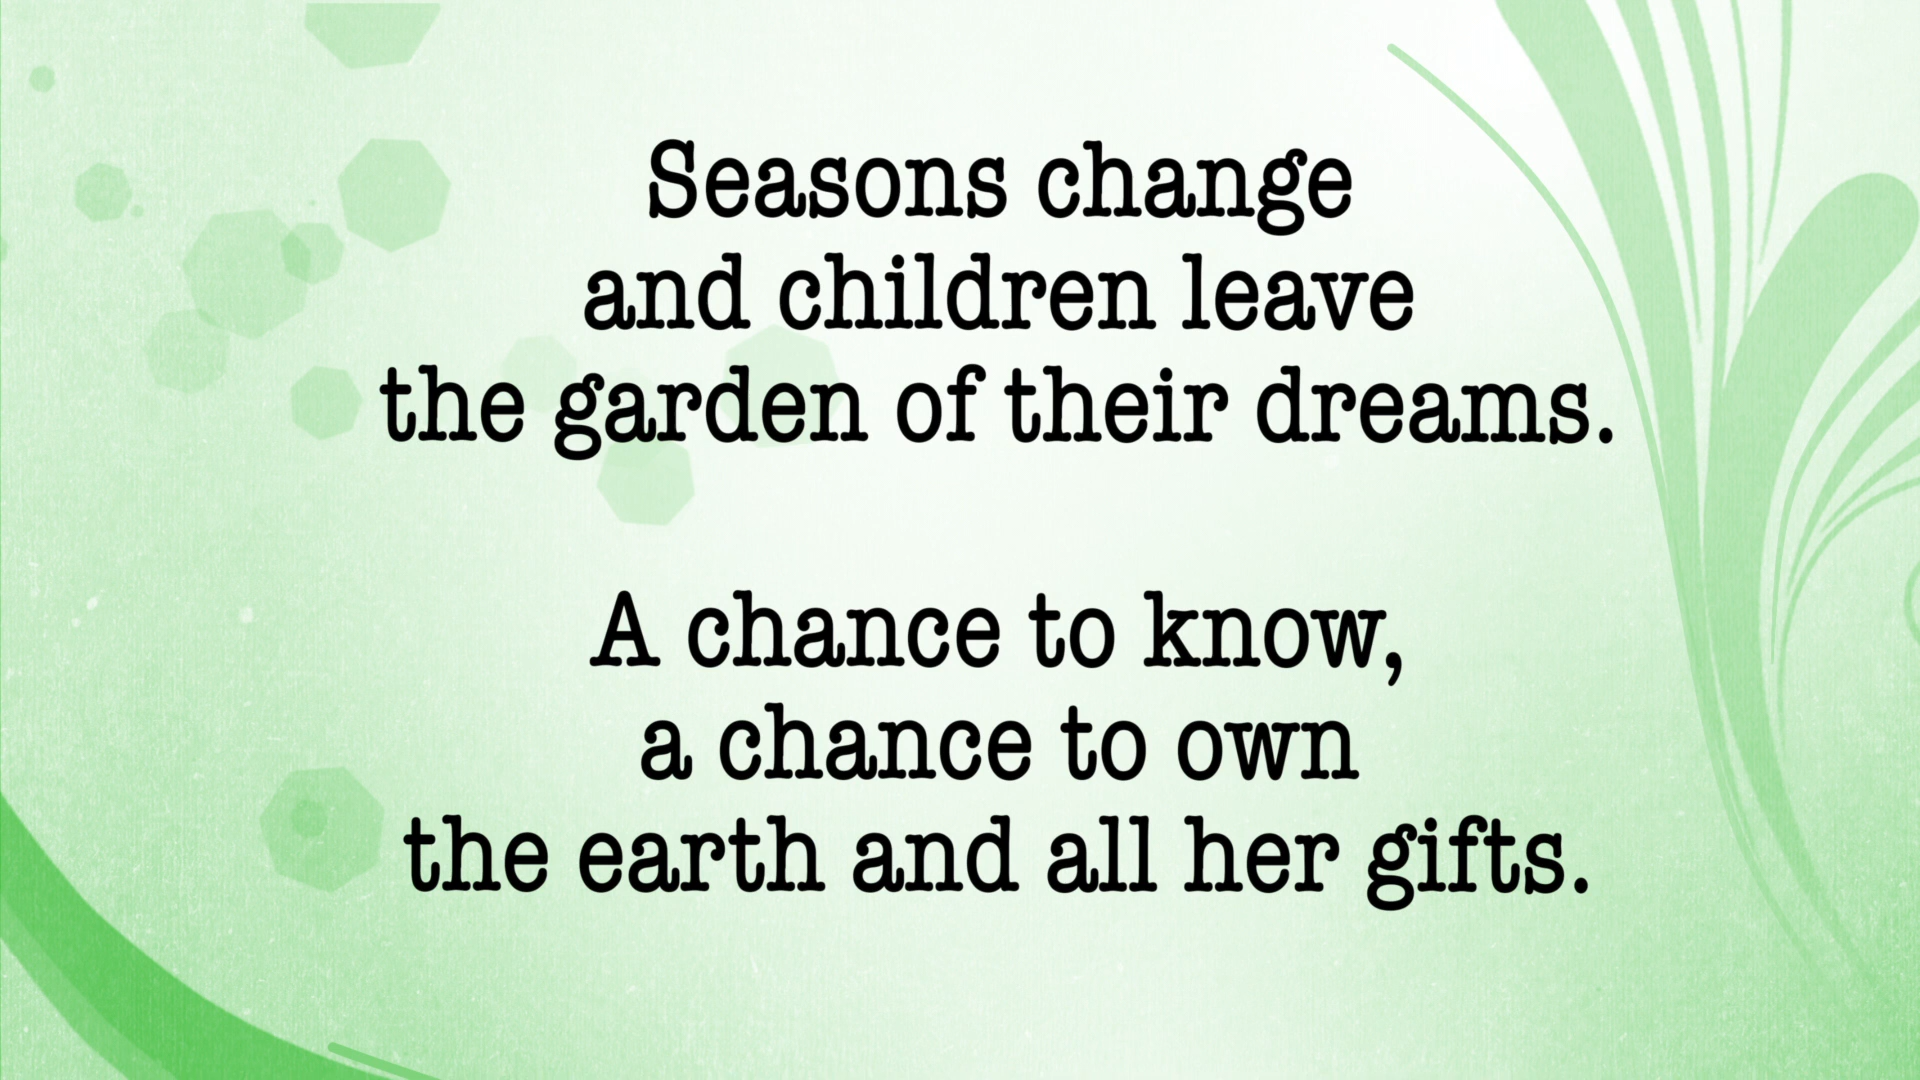 Seasons change
and children leave
the garden of their dreams.
A chance to know,
a chance to own
the earth and all her gifts.